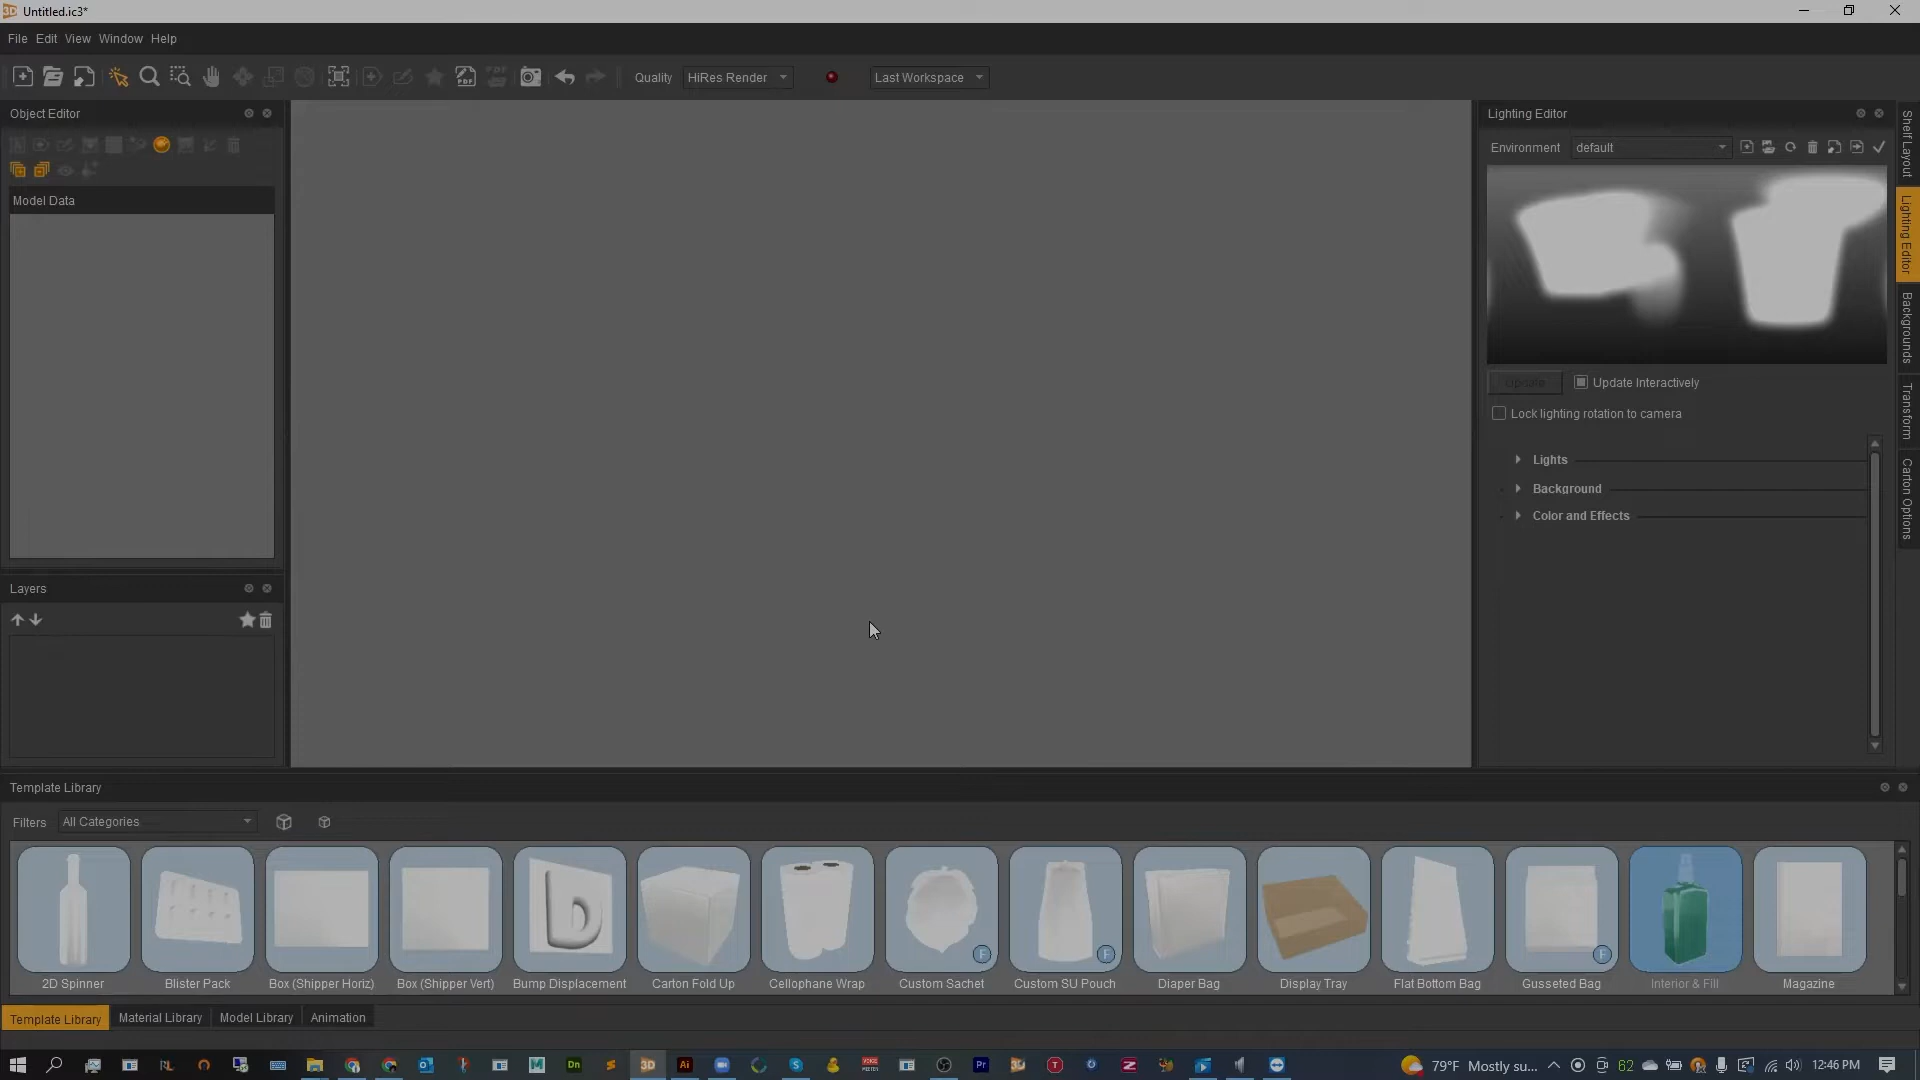 Untitled.ic3*
File Edit View Window Help
Quality HiRes Render Last Workspace
Object Editor
Model Data
Layers
Lighting Editor
Environment default
Update Update Interactively
Lock lighting rotation to camera
Lights
Background
Color and Effects
Shelf Layout
Lighting Editor
Backgrounds
Transform
Carton Options
Template Library
Filters All Categories
2D Spinner Blister Pack Box (Shipper Horiz) Box (Shipper Vert) Bump Displacement Carton Fold Up Cellophane Wrap Custom Sachet Custom SU Pouch Diaper Bag Display Tray Flat Bottom Bag Gusseted Bag Interior & Fill Magazine
Template Library Material Library Model Library Animation
79°F Mostly su... 62 12:46 PM